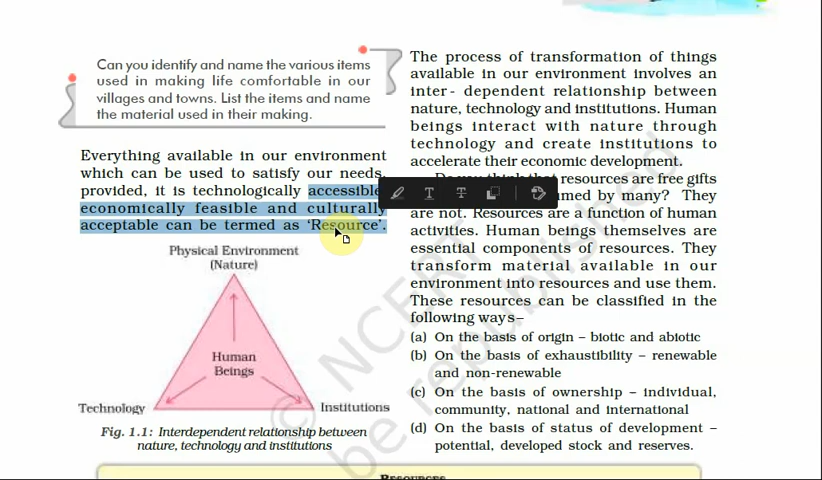 Can you identify and name the various items
used in making life comfortable in our
villages and towns. List the items and name
the material used in their making.
Everything available in our environment
which can be used to satisfy our needs,
provided, it is technologically accessible
economically feasible and culturally
acceptable can be termed as ‘Resource’.
Physical Environment
(Nature)
Human
Beings
Technology
Institutions
Fig. 1.1: Interdependent relationship between
nature, technology and institutions
The process of transformation of things
available in our environment involves an
inter - dependent relationship between
nature, technology and institutions. Human
beings interact with nature through
technology and create institutions to
accelerate their economic development.
resources are free gifts
by many? They
are not. Resources are a function of human
activities. Human beings themselves are
essential components of resources. They
transform material available in our
environment into resources and use them.
These resources can be classified in the
following ways–
(a) On the basis of origin – biotic and abiotic
(b) On the basis of exhaustibility – renewable
and non-renewable
(c) On the basis of ownership – individual,
community, national and international
(d) On the basis of status of development –
potential, developed stock and reserves.
© NCERT
be republished